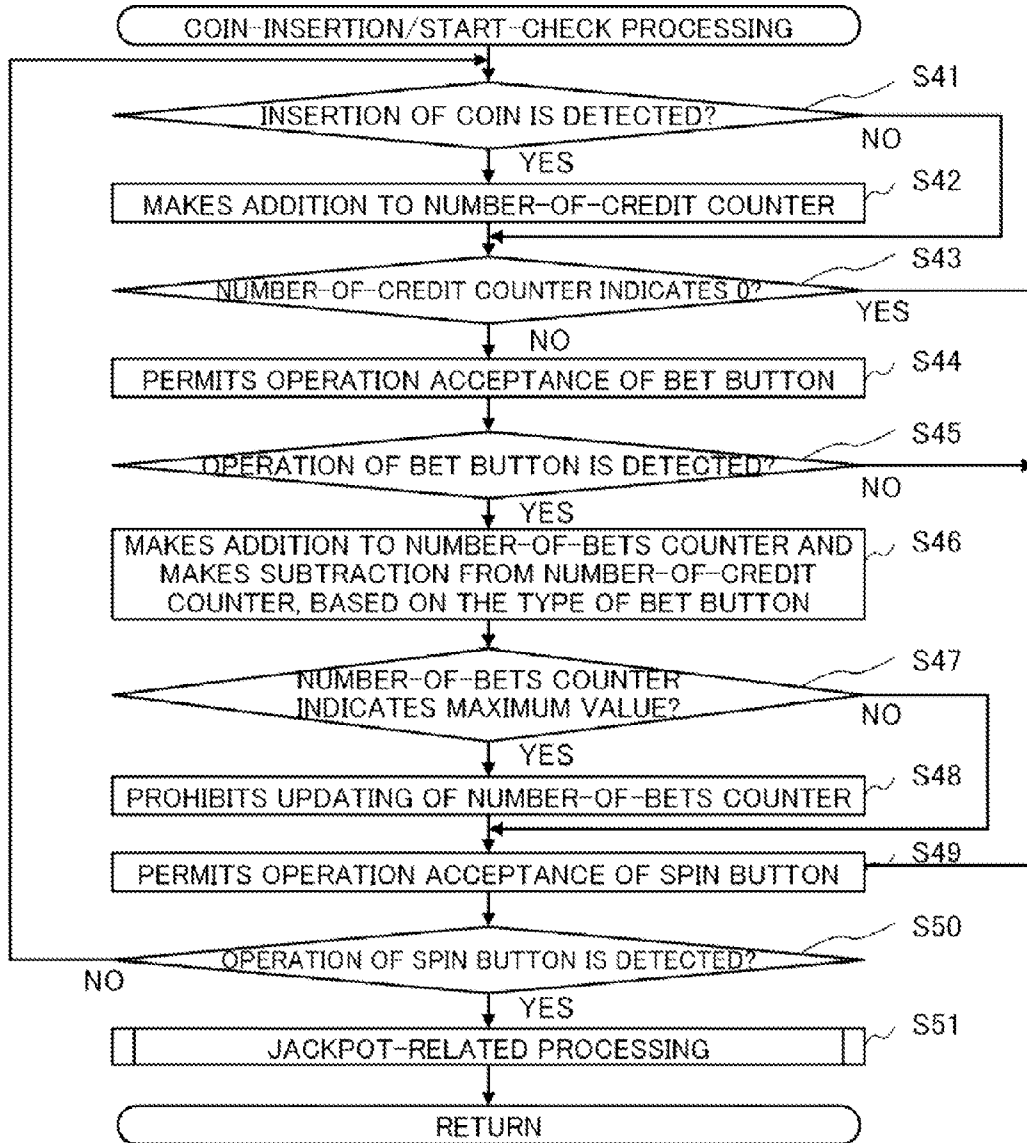 COIN-INSERTION/START-CHECK PROCESSING
S41
INSERTION OF COIN IS DETECTED?
NO
YES
S42
MAKES ADDITION TO NUMBER-OF-CREDIT COUNTER
S43
NUMBER-OF-CREDIT COUNTER INDICATES 0?
YES
NO
S44
PERMITS OPERATION ACCEPTANCE OF BET BUTTON
S45
OPERATION OF BET BUTTON IS DETECTED?
NO
YES
S46
MAKES ADDITION TO NUMBER-OF-BETS COUNTER AND
MAKES SUBTRACTION FROM NUMBER-OF-CREDIT
COUNTER, BASED ON THE TYPE OF BET BUTTON
S47
NUMBER-OF-BETS COUNTER
INDICATES MAXIMUM VALUE?
NO
YES
S48
PROHIBITS UPDATING OF NUMBER-OF-BETS COUNTER
S49
PERMITS OPERATION ACCEPTANCE OF SPIN BUTTON
S50
OPERATION OF SPIN BUTTON IS DETECTED?
NO
YES
S51
JACKPOT-RELATED PROCESSING
RETURN